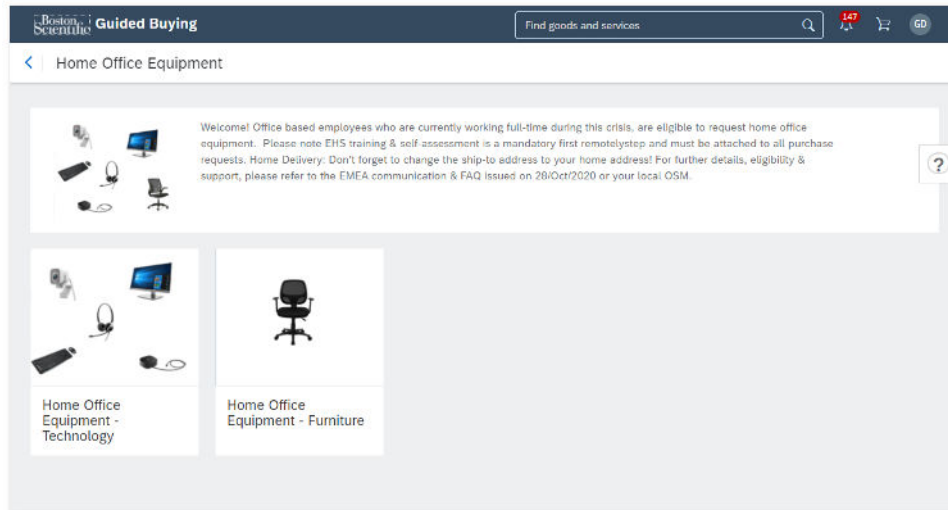 Boston Scientific Guided Buying
Find goods and services
147
GD
Home Office Equipment
Welcome! Office based employees who are currently working full-time during this crisis, are eligible to request home office
equipment. Please note EHS training & self-assessment is a mandatory first remotelystep and must be attached to all purchase
requests. Home Delivery: Don't forget to change the ship-to address to your home address! For further details, eligibility &
support, please refer to the EMEA communication & FAQ issued on 28/Oct/2020 or your local OSM.
?
Home Office
Equipment -
Technology
Home Office
Equipment - Furniture